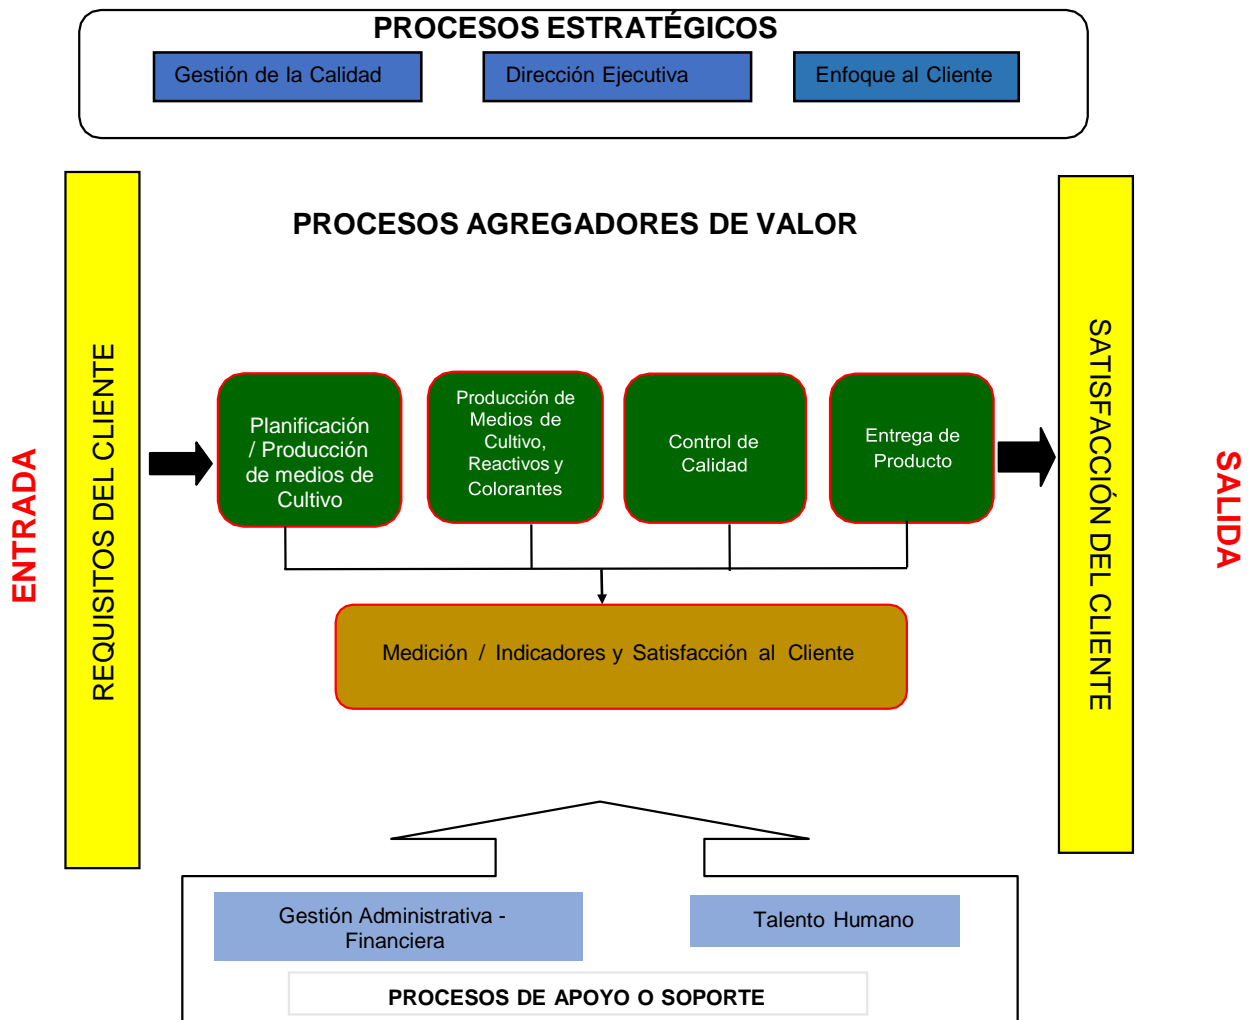 PROCESOS ESTRATÉGICOS
Gestión de la Calidad
Dirección Ejecutiva
Enfoque al Cliente
PROCESOS AGREGADORES DE VALOR
ENTRADA
REQUISITOS DEL CLIENTE
Planificación
/ Producción
de medios de
Cultivo
Producción de
Medios de
Cultivo,
Reactivos y
Colorantes
Control de
Calidad
Entrega de
Producto
SATISFACCIÓN DEL CLIENTE
SALIDA
Medición / Indicadores y Satisfacción al Cliente
Gestión Administrativa -
Financiera
Talento Humano
PROCESOS DE APOYO O SOPORTE